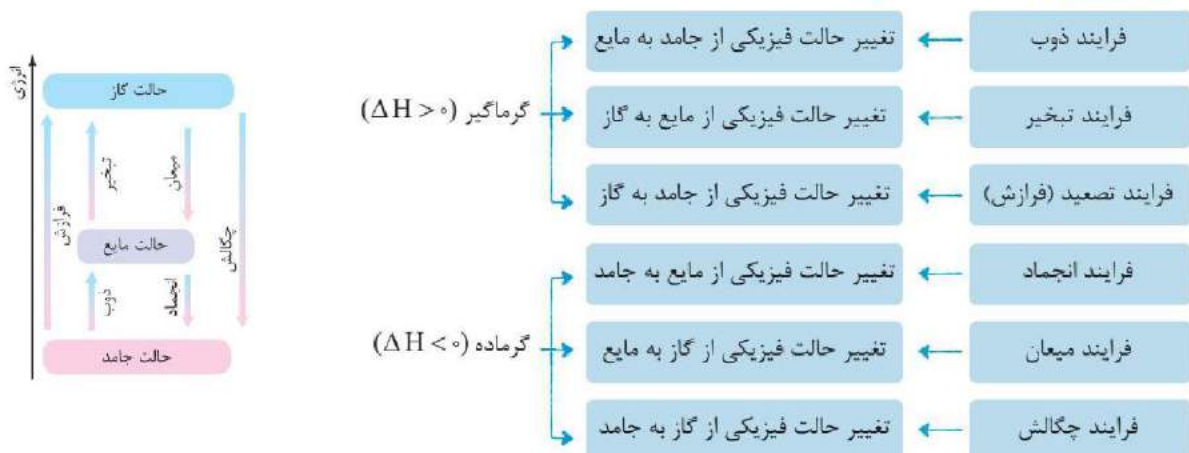 فرایند ذوب
تغییر حالت فیزیکی از جامد به مایع
فرایند تبخیر
تغییر حالت فیزیکی از مایع به گاز
فرایند تصعید (فرازش)
تغییر حالت فیزیکی از جامد به گاز
گرماگیر (ΔH > ۰)
فرایند انجماد
تغییر حالت فیزیکی از مایع به جامد
فرایند میعان
تغییر حالت فیزیکی از گاز به مایع
فرایند چگالش
تغییر حالت فیزیکی از گاز به جامد
گرماده (ΔH < ۰)
انرژی
حالت گاز
فرازش
تبخیر
میعان
چگالش
حالت مایع
ذوب
انجماد
حالت جامد